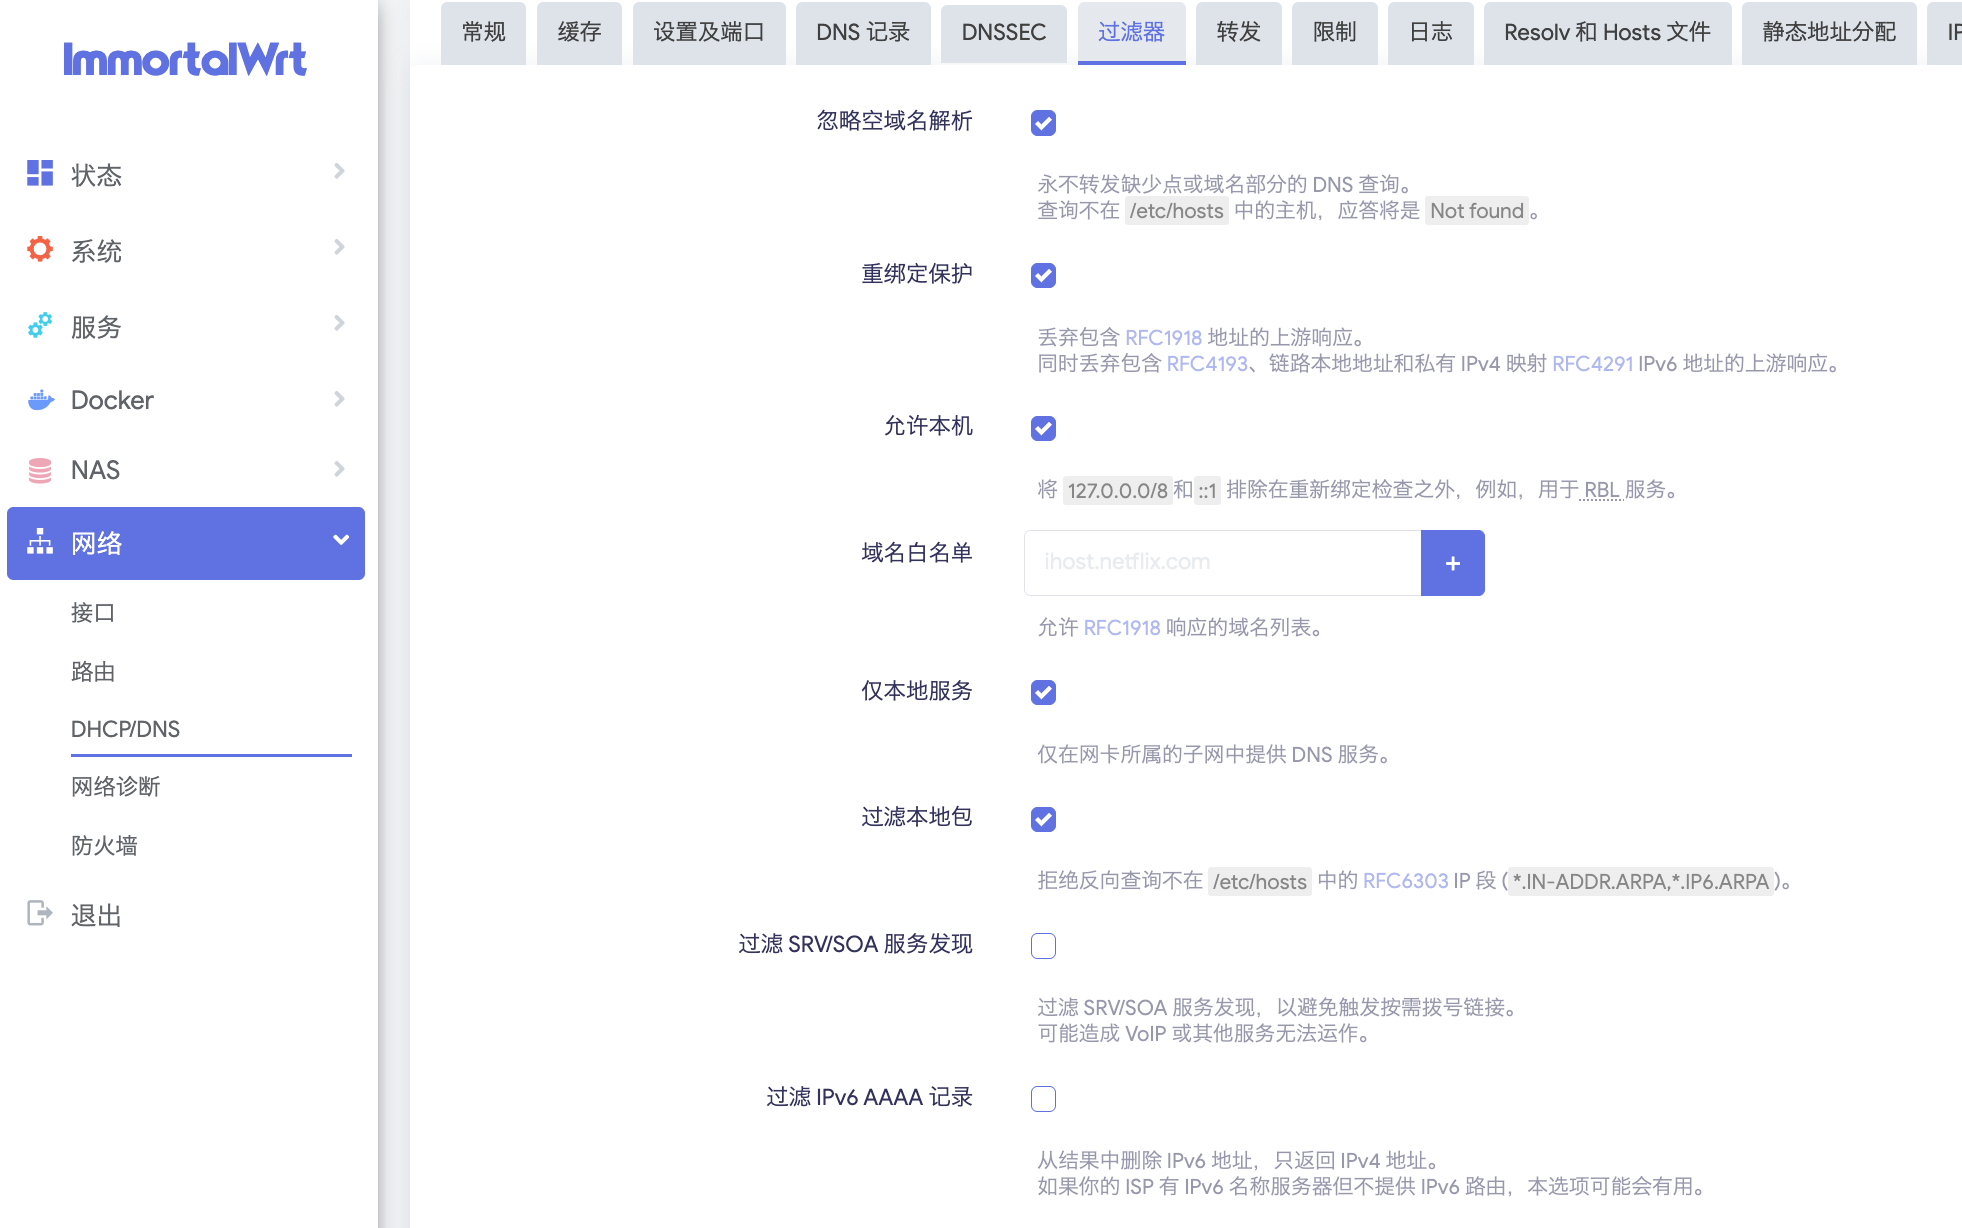 ImmortalWrt
状态
系统
服务
Docker
NAS
网络
接口
路由
DHCP/DNS
网络诊断
防火墙
退出
常规
缓存
设置及端口
DNS 记录
DNSSEC
过滤器
转发
限制
日志
Resolv 和 Hosts 文件
静态地址分配
忽略空域名解析
永不转发缺少点或域名部分的 DNS 查询。
查询不在 /etc/hosts 中的主机，应答将是 Not found 。
重绑定保护
丢弃包含 RFC1918 地址的上游响应。
同时丢弃包含 RFC4193、链路本地地址和私有 IPv4 映射 RFC4291 IPv6 地址的上游响应。
允许本机
将 127.0.0.0/8 和 ::1 排除在重新绑定检查之外，例如，用于 RBL 服务。
域名白名单
ihost.netflix.com
+
允许 RFC1918 响应的域名列表。
仅本地服务
仅在网卡所属的子网中提供 DNS 服务。
过滤本地包
拒绝反向查询不在 /etc/hosts 中的 RFC6303 IP 段 (*.IN-ADDR.ARPA,*.IP6.ARPA)。
过滤 SRV/SOA 服务发现
过滤 SRV/SOA 服务发现，以避免触发按需拨号链接。
可能造成 VoIP 或其他服务无法运作。
过滤 IPv6 AAAA 记录
从结果中删除 IPv6 地址，只返回 IPv4 地址。
如果你的 ISP 有 IPv6 名称服务器但不提供 IPv6 路由，本选项可能会有用。